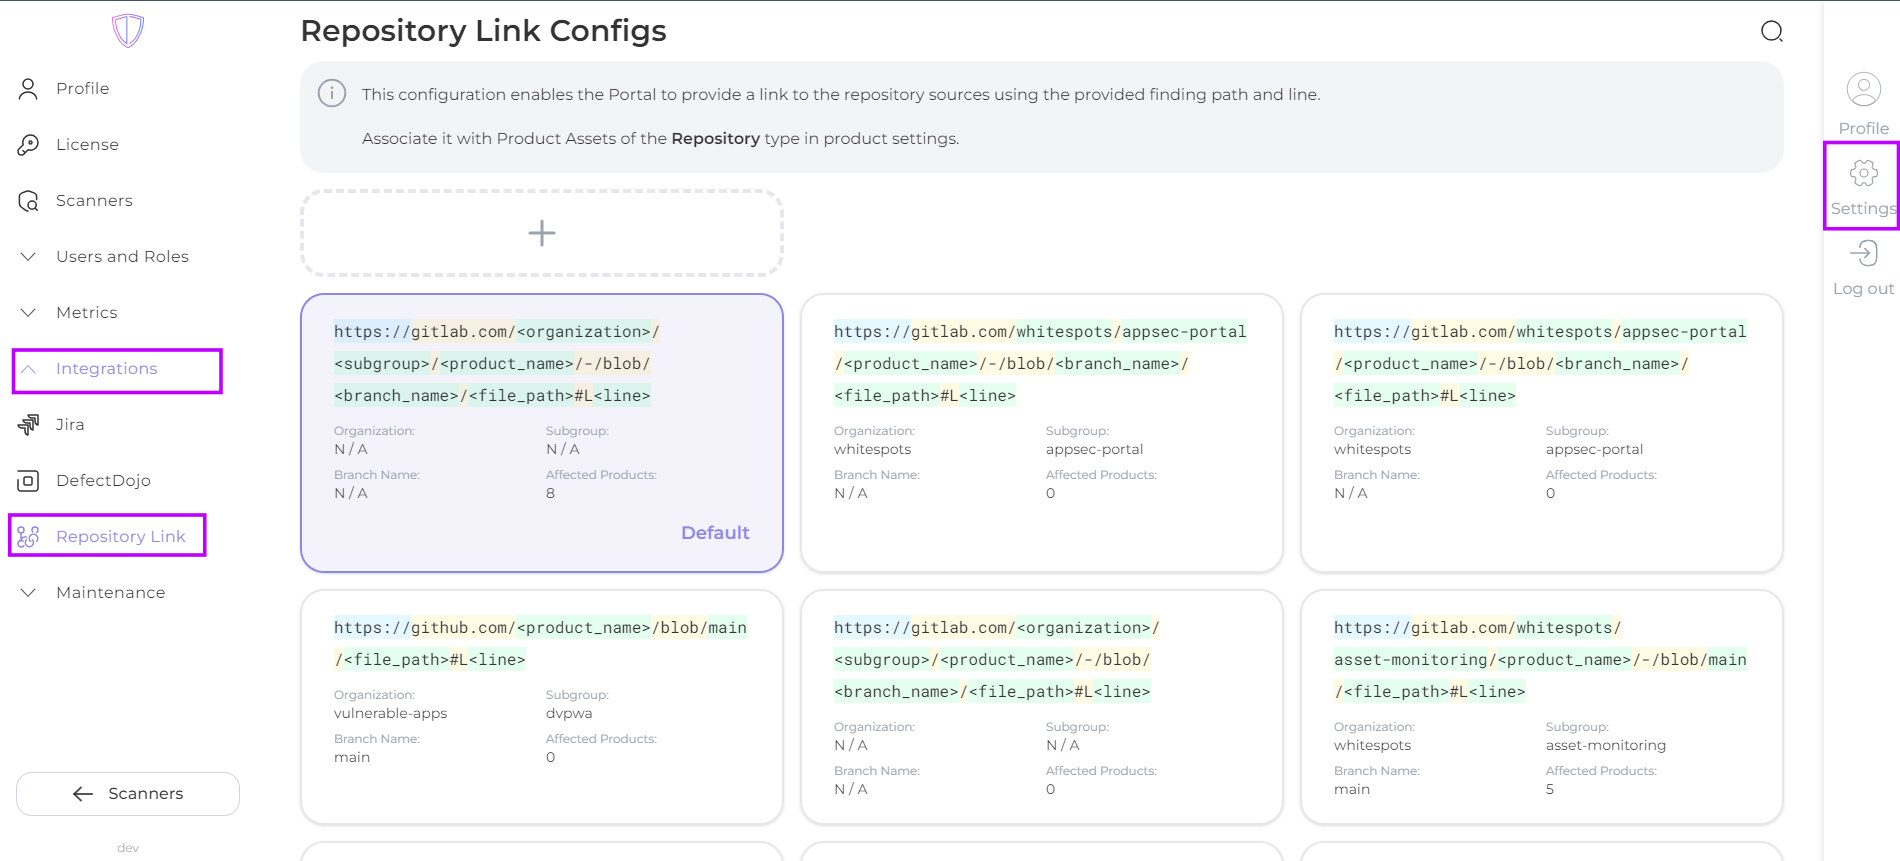 Repository Link Configs
Profile
License
Scanners
Users and Roles
Metrics
Integrations
Jira
DefectDojo
Repository Link
Maintenance
Scanners
dev
This configuration enables the Portal to provide a link to the repository sources using the provided finding path and line.
Associate it with Product Assets of the Repository type in product settings.
https://gitlab.com/<organization>/
<subgroup>/<product_name>/-/blob/
<branch_name>/<file_path>#L<line>
Organization:
N / A
Subgroup:
N / A
Branch Name:
N / A
Affected Products:
8
Default
https://gitlab.com/whitespots/appsec-portal
/<product_name>/-/blob/<branch_name>/
<file_path>#L<line>
Organization:
whitespots
Subgroup:
appsec-portal
Branch Name:
N / A
Affected Products:
0
https://gitlab.com/whitespots/appsec-portal
/<product_name>/-/blob/<branch_name>/
<file_path>#L<line>
Organization:
whitespots
Subgroup:
appsec-portal
Branch Name:
N / A
Affected Products:
0
https://github.com/<product_name>/blob/main
/<file_path>#L<line>
Organization:
vulnerable-apps
Subgroup:
dvpwa
Branch Name:
main
Affected Products:
0
https://gitlab.com/<organization>/
<subgroup>/<product_name>/-/blob/
<branch_name>/<file_path>#L<line>
Organization:
N / A
Subgroup:
N / A
Branch Name:
N / A
Affected Products:
0
https://gitlab.com/whitespots/
asset-monitoring/<product_name>/-/blob/main
/<file_path>#L<line>
Organization:
whitespots
Subgroup:
asset-monitoring
Branch Name:
main
Affected Products:
5
Profile
Settings
Log out